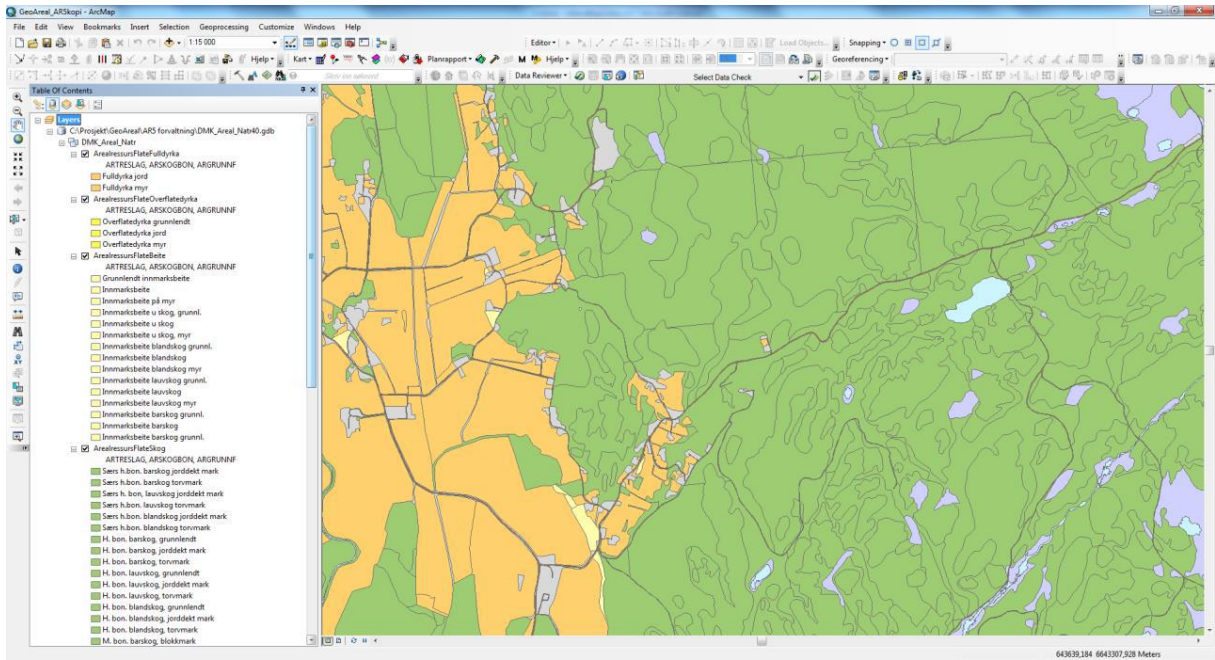 GeoAreal_AR5kopi - ArcMap
File Edit View Bookmarks Insert Selection Geoprocessing Customize Windows Help
1:15 000 Editor Load Objects... Snapping
Hjelp Kart Planrapport M Hjelp Georeferencing
Data Reviewer Select Data Check
Table Of Contents
Layers
C:\Prosjekt\GeoAreal\AR5 forvaltning\DMK_Areal_Natr40.gdb
DMK_Areal_Natr
ArealressursFlateFulldyrka
ARTRESLAG, ARSKOGBON, ARGRUNNF
Fulldyrka jord
Fulldyrka myr
ArealressursFlateOverflatedyrka
ARTRESLAG, ARSKOGBON, ARGRUNNF
Overflatedyrka grunnlendt
Overflatedyrka jord
Overflatedyrka myr
ArealressursFlateBeite
ARTRESLAG, ARSKOGBON, ARGRUNNF
Grunnlendt innmarksbeite
Innmarksbeite
Innmarksbeite på myr
Innmarksbeite u skog, grunnl.
Innmarksbeite u skog
Innmarksbeite u skog, myr
Innmarksbeite blandskog grunnl.
Innmarksbeite blandskog
Innmarksbeite blandskog myr
Innmarksbeite lauvskog grunnl.
Innmarksbeite lauvskog
Innmarksbeite lauvskog myr
Innmarksbeite barskog grunnl.
Innmarksbeite barskog
Innmarksbeite barskog grunnl.
ArealressursFlateSkog
ARTRESLAG, ARSKOGBON, ARGRUNNF
Særs h.bon. barskog jorddekt mark
Særs h.bon. barskog torvmark
Særs h. bon, lauvskog jorddekt mark
Særs h.bon. lauvskog torvmark
Særs h.bon. blandskog jorddekt mark
Særs h.bon. blandskog torvmark
H. bon. barskog, grunnlendt
H. bon. barskog, jorddekt mark
H. bon. barskog, torvmark
H. bon. lauvskog, grunnlendt
H. bon. lauvskog, jorddekt mark
H. bon. lauvskog, torvmark
H. bon. blandskog, grunnlendt
H. bon. blandskog, jorddekt mark
H. bon. blandskog, torvmark
M. bon. barskog, blokkmark
643639,184 6643307,928 Meters